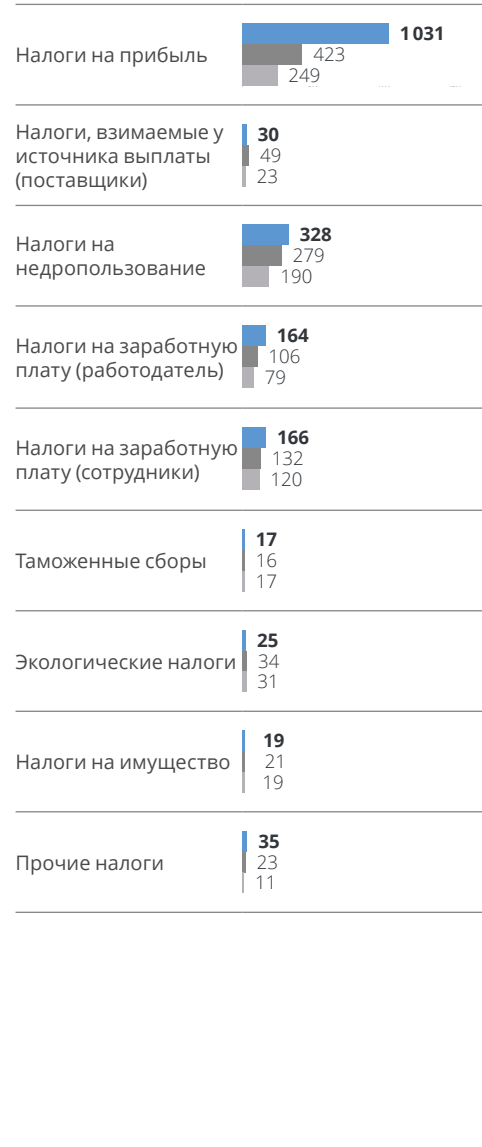 Налоги на прибыль
1 031
423
249
Налоги, взимаемые у
источника выплаты
(поставщики)
30
49
23
Налоги на
недропользование
328
279
190
Налоги на заработную
плату (работодатель)
164
106
79
Налоги на заработную
плату (сотрудники)
166
132
120
Таможенные сборы
17
16
17
Экологические налоги
25
34
31
Налоги на имущество
19
21
19
Прочие налоги
35
23
11